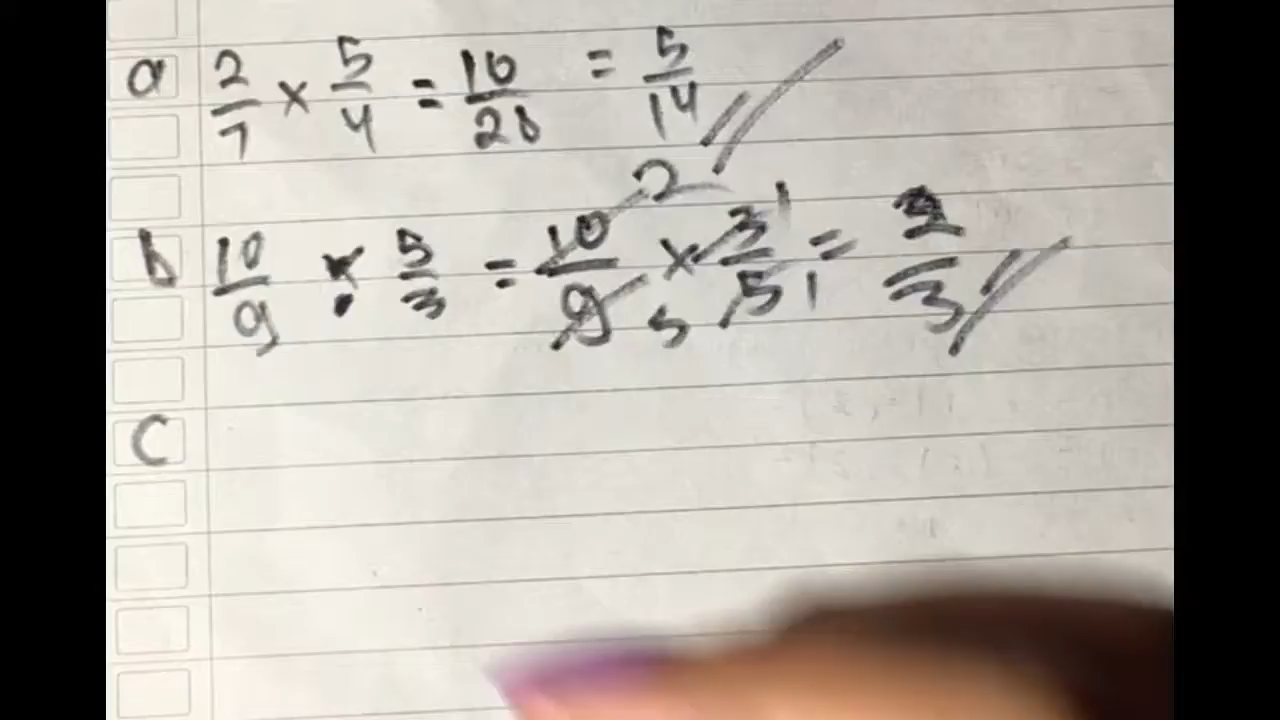 a 2/7 × 5/4 = 10/28 = 5/14 //
b 10/9 : 5/3 = 10/9 × 3/5 = 2/3 //
c